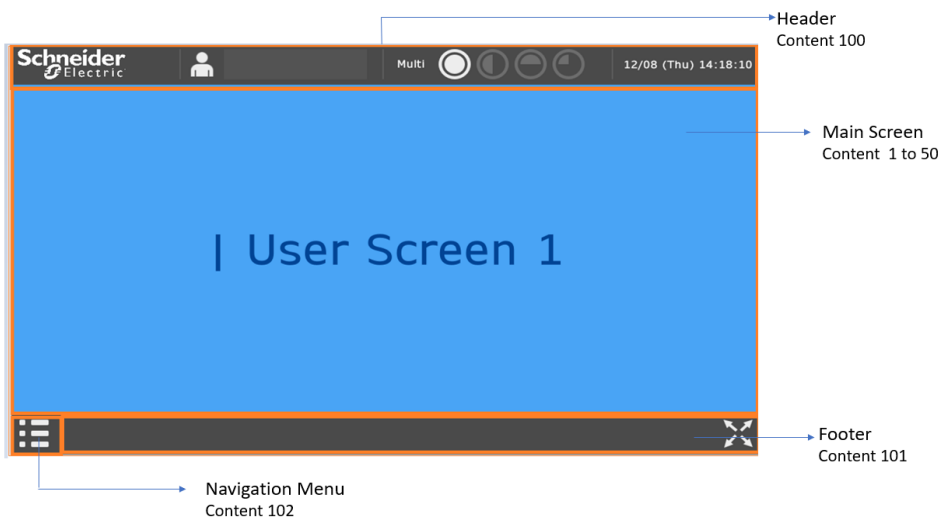 Header
Content 100
Schneider
Electric
Multi
12/08 (Thu) 14:18:10
Main Screen
Content 1 to 50
| User Screen 1
Footer
Content 101
Navigation Menu
Content 102